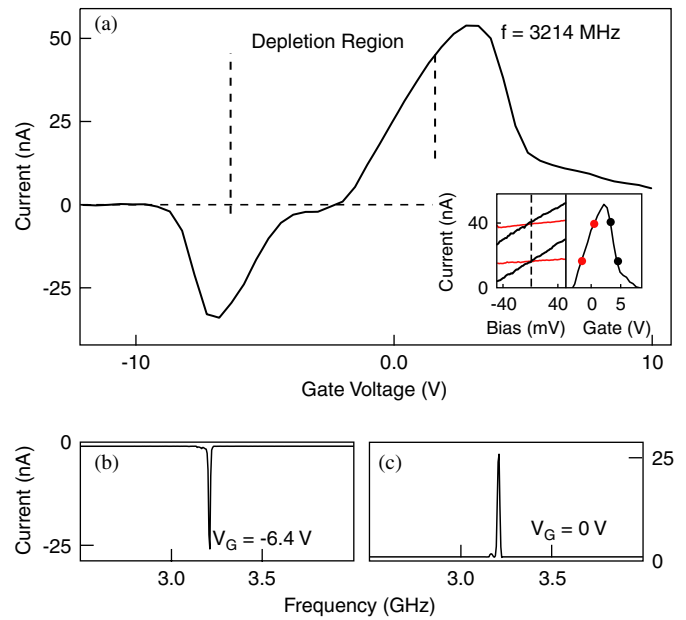 (a)
Depletion Region
f = 3214 MHz
50
25
0
-25
Current (nA)
-10
0.0
10
Gate Voltage (V)
Current (nA)
40
0
-40
40
0
5
Bias (mV)
Gate (V)
(b)
(c)
0
-25
Current (nA)
V_G = -6.4 V
V_G = 0 V
25
0
3.0
3.5
3.0
3.5
Frequency (GHz)